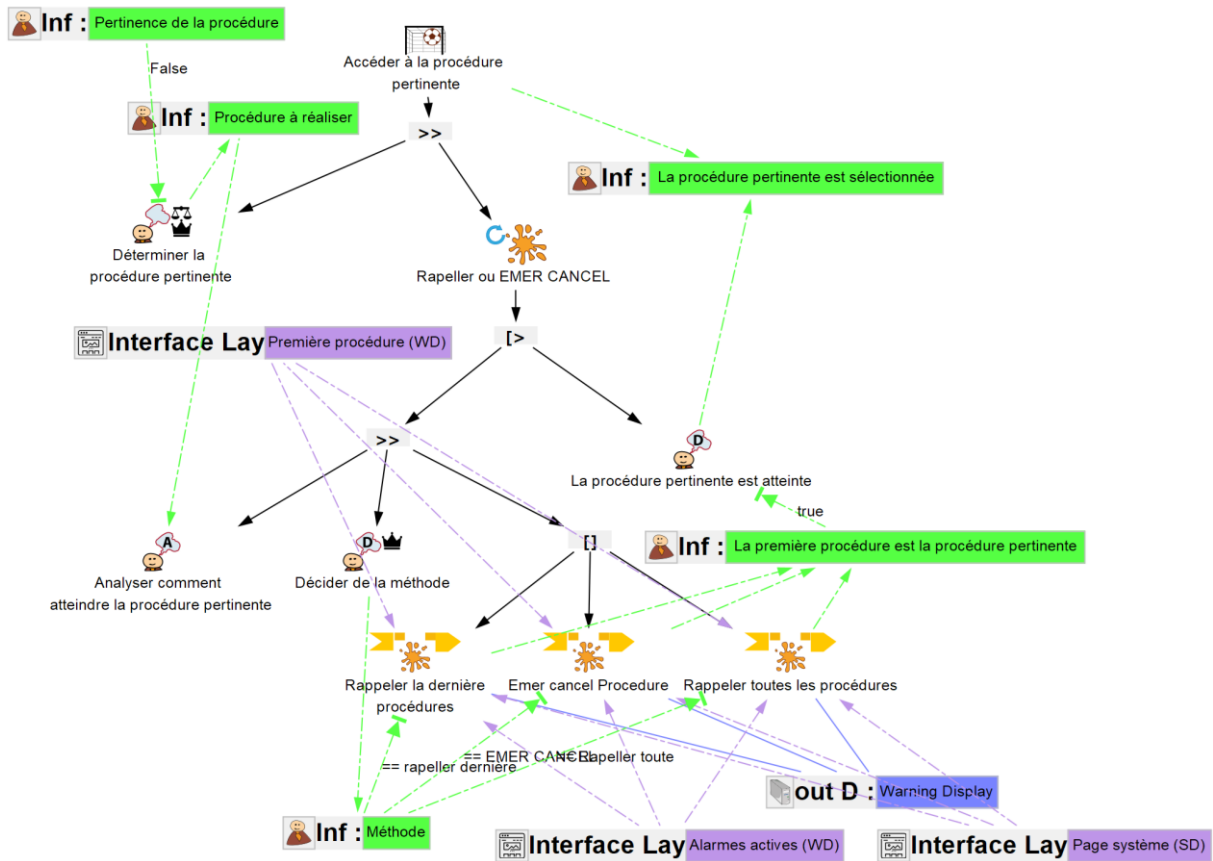 Inf : Pertinence de la procédure
Accéder à la procédure
pertinente
False
Inf : Procédure à réaliser
>>
Inf : La procédure pertinente est sélectionnée
Déterminer la
procédure pertinente
Rapeller ou EMER CANCEL
Interface Lay Première procédure (WD)
[>
>>
D
La procédure pertinente est atteinte
true
A
D
[]
Inf : La première procédure est la procédure pertinente
Analyser comment
atteindre la procédure pertinente
Décider de la méthode
Rappeler la dernière
procédures
Emer cancel Procedure
Rappeler toutes les procédures
== rapeller dernière
== EMER CANCEL
== Rapeller toute
out D : Warning Display
Inf : Méthode
Interface Lay Alarmes actives (WD)
Interface Lay Page système (SD)